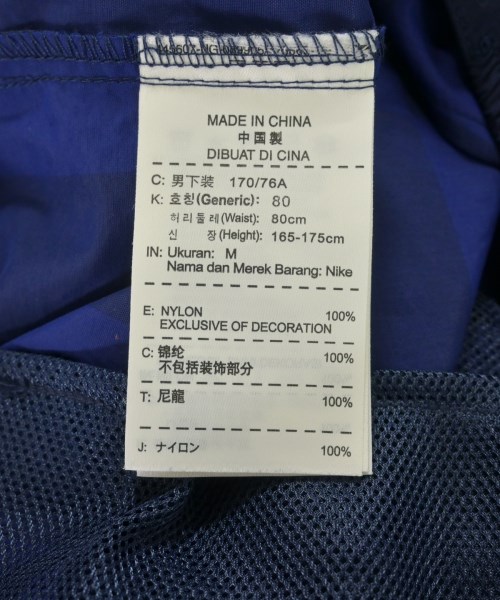 MADE IN CHINA
中国製
DIBUAT DI CINA
C: 男下装 170/76A
K: 호칭(Generic): 80
허리둘레(Waist): 80cm
신 장(Height): 165-175cm
IN: Ukuran: M
Nama dan Merek Barang: Nike
E: NYLON 100%
EXCLUSIVE OF DECORATION
C: 锦纶 100%
不包括装饰部分
T: 尼龍 100%
J: ナイロン 100%